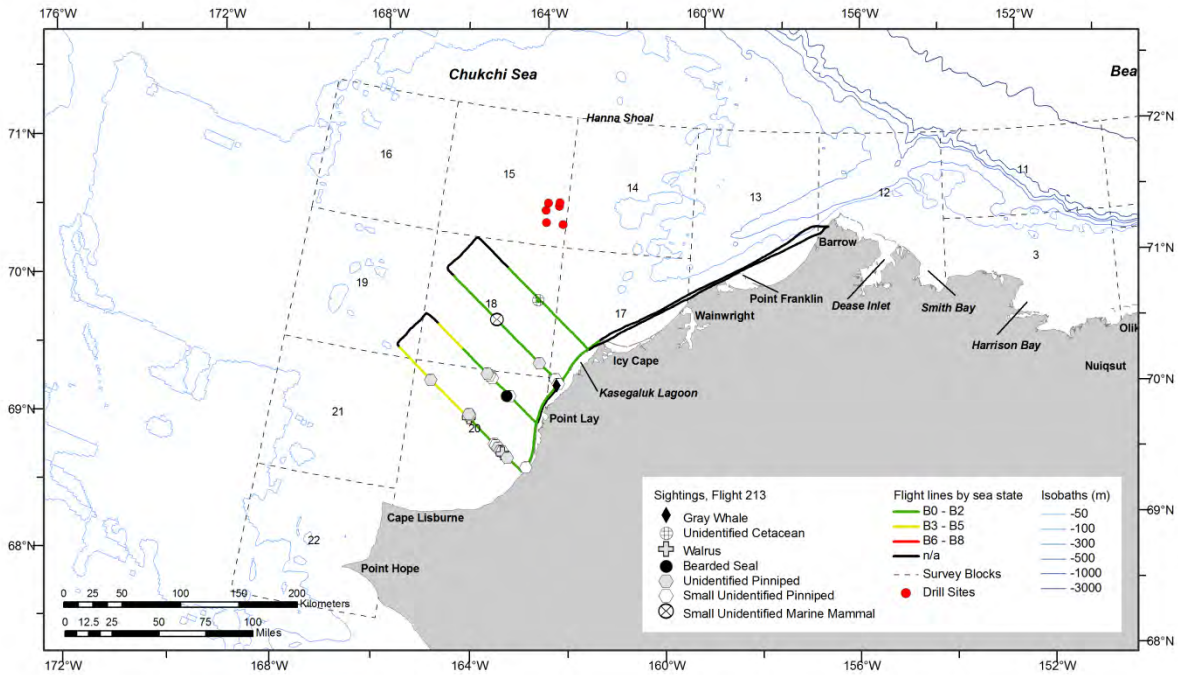 176°W 172°W 168°W 164°W 160°W 156°W 152°W
Chukchi Sea
Bea
72°N
71°N
Hanna Shoal
16
15
14
13
12
11
3
71°N
Barrow
70°N
19
18
17
Point Franklin
Dease Inlet
Smith Bay
Harrison Bay
Wainwright
Olik
Icy Cape
Nuiqsut
70°N
Kasegaluk Lagoon
69°N
21
20
Point Lay
Cape Lisburne
69°N
22
68°N
Point Hope
68°N
Sightings, Flight 213
Gray Whale
Unidentified Cetacean
Walrus
Bearded Seal
Unidentified Pinniped
Small Unidentified Pinniped
Small Unidentified Marine Mammal
Flight lines by sea state
B0 - B2
B3 - B5
B6 - B8
n/a
Survey Blocks
Drill Sites
Isobaths (m)
-50
-100
-300
-500
-1000
-3000
0 25 50 100 150 200
Kilometers
0 12.5 25 50 75 100
Miles
172°W 168°W 164°W 160°W 156°W 152°W